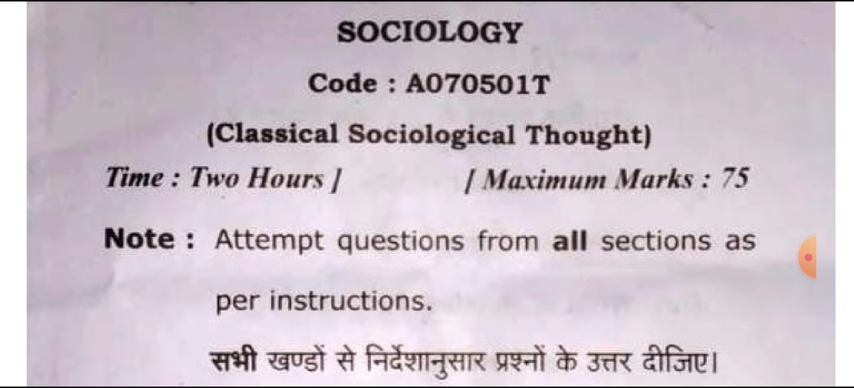 SOCIOLOGY
Code : A070501T
(Classical Sociological Thought)
Time : Two Hours ] [ Maximum Marks : 75
Note : Attempt questions from all sections as
per instructions.
सभी खण्डों से निर्देशानुसार प्रश्नों के उत्तर दीजिए।